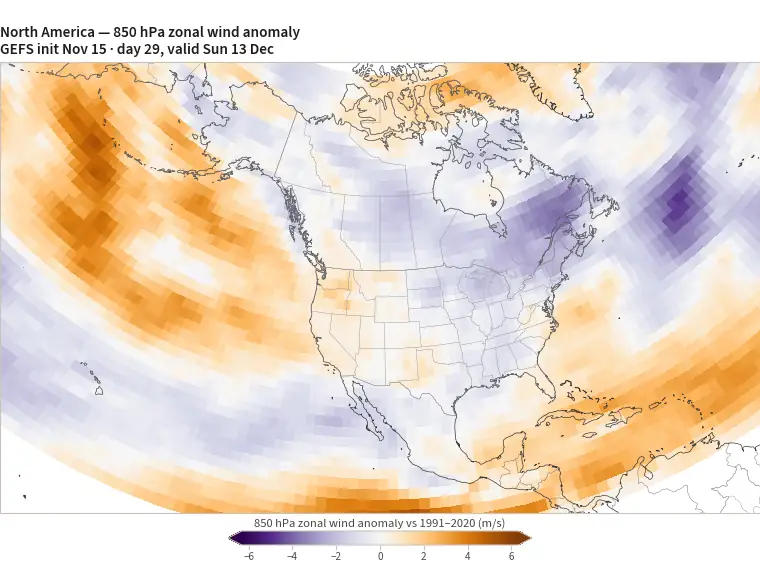 North America — 850 hPa zonal wind anomaly
GEFS init Nov 15 · day 29, valid Sun 13 Dec
850 hPa zonal wind anomaly vs 1991–2020 (m/s)
−6 −4 −2 0 2 4 6